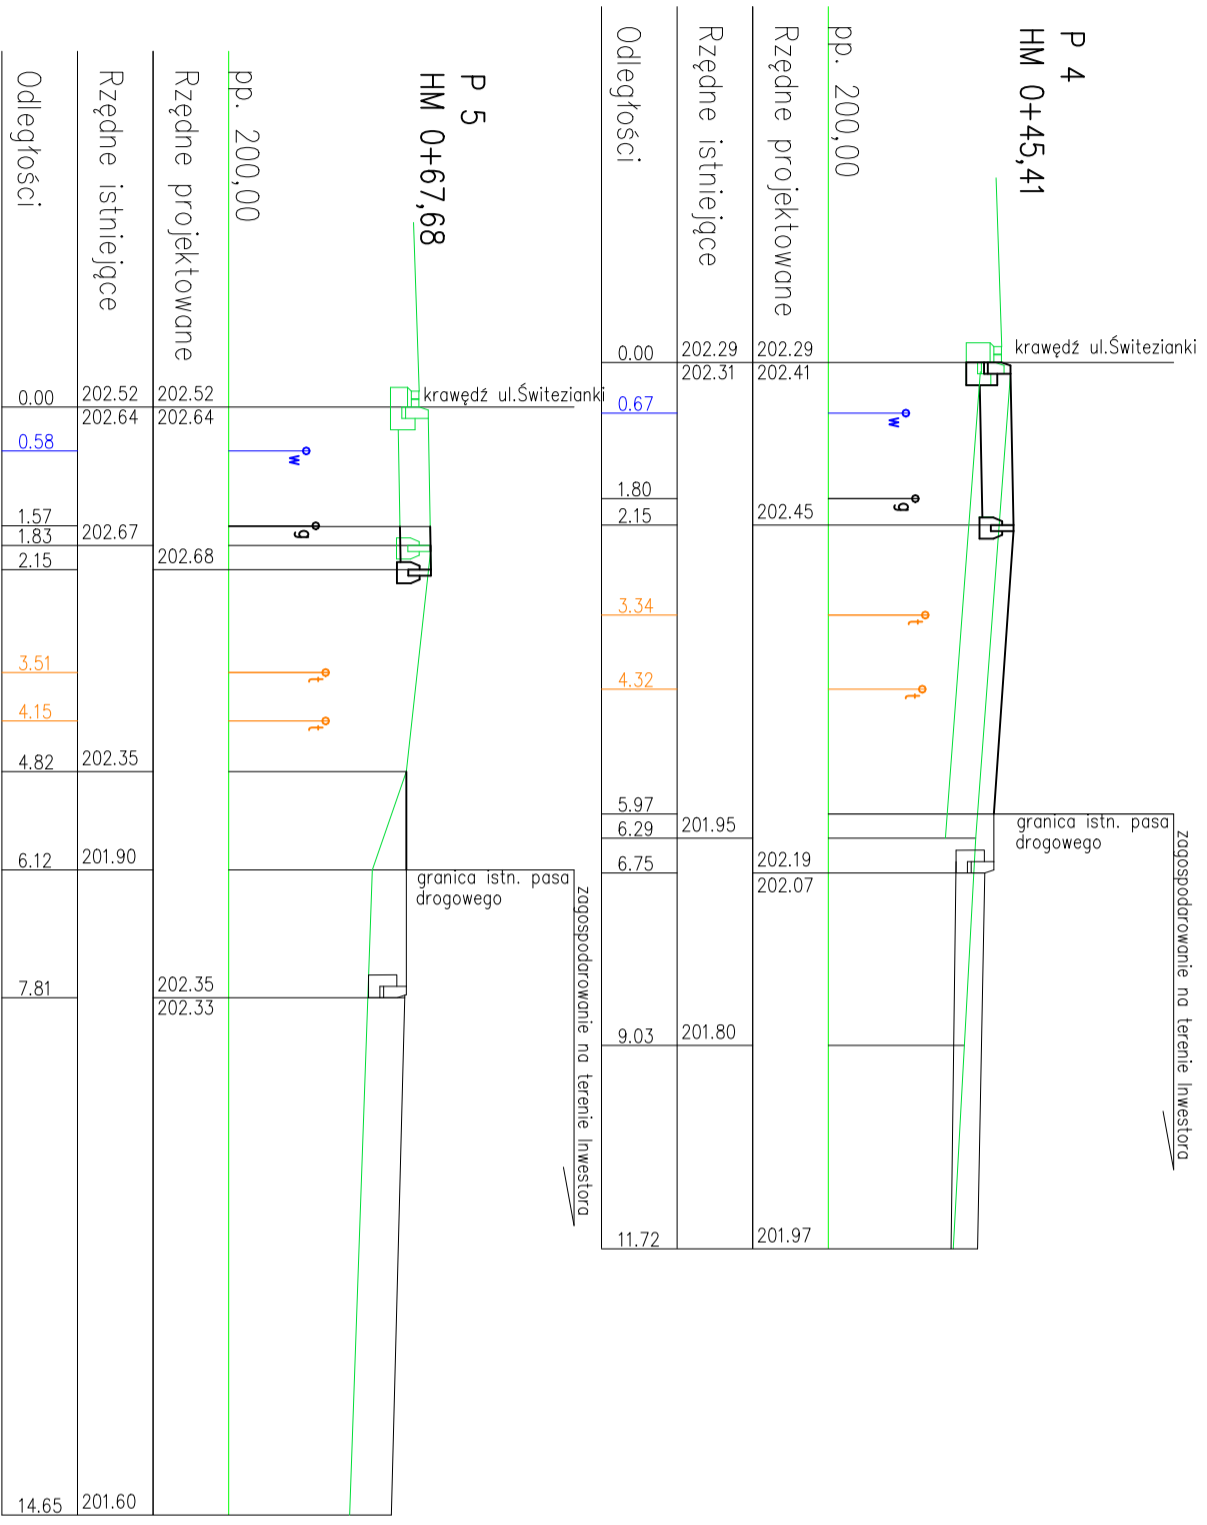 P 4
HM 0+45,41
pp. 200,00
Rzędne projektowane
Rzędne istniejące
Odległości
krawędź ul.Świtezianki
202.29
202.41
202.45
202.19
202.07
201.97
202.29
202.31
201.95
201.80
0.00
0.67
1.80
2.15
3.34
4.32
5.97
6.29
6.75
9.03
11.72
w
g
t
t
granica istn. pasa
drogowego
zagospodarowanie na terenie Inwestora
P 5
HM 0+67,68
pp. 200,00
Rzędne projektowane
Rzędne istniejące
Odległości
krawędź ul.Świtezianki
202.52
202.64
202.68
202.35
202.33
202.52
202.64
202.67
202.35
201.90
201.60
0.00
0.58
1.57
1.83
2.15
3.51
4.15
4.82
6.12
7.81
14.65
w
g
t
t
granica istn. pasa
drogowego
zagospodarowanie na terenie Inwestora